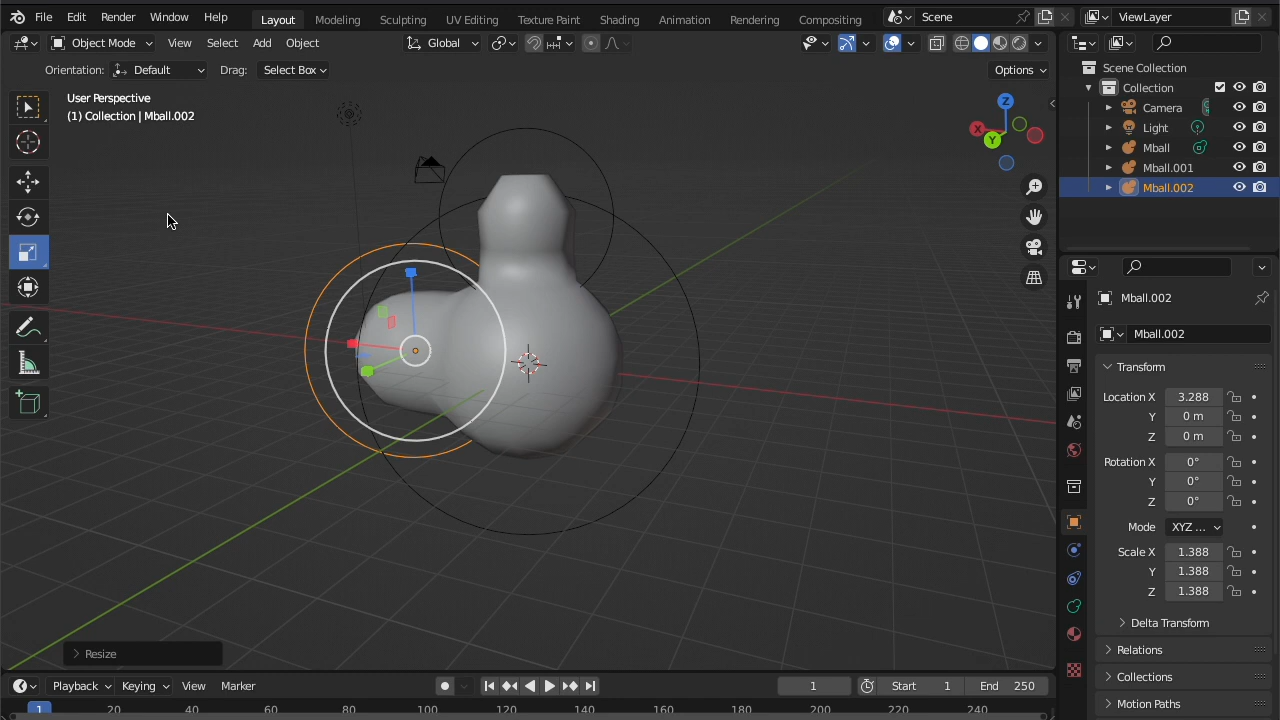 File Edit Render Window Help Layout Modeling Sculpting UV Editing Texture Paint Shading Animation Rendering Compositing Scene ViewLayer
Object Mode View Select Add Object Global
Orientation: Default Drag: Select Box Options
User Perspective
(1) Collection | Mball.002
Z
X
Y
Resize
Scene Collection
Collection
Camera
Light
Mball
Mball.001
Mball.002
Mball.002
Mball.002
Transform
Location X 3.288
Y 0 m
Z 0 m
Rotation X 0°
Y 0°
Z 0°
Mode XYZ ...
Scale X 1.388
Y 1.388
Z 1.388
Delta Transform
Relations
Collections
Motion Paths
Playback Keying View Marker 1 Start 1 End 250
1 20 40 60 80 100 120 140 160 180 200 220 240